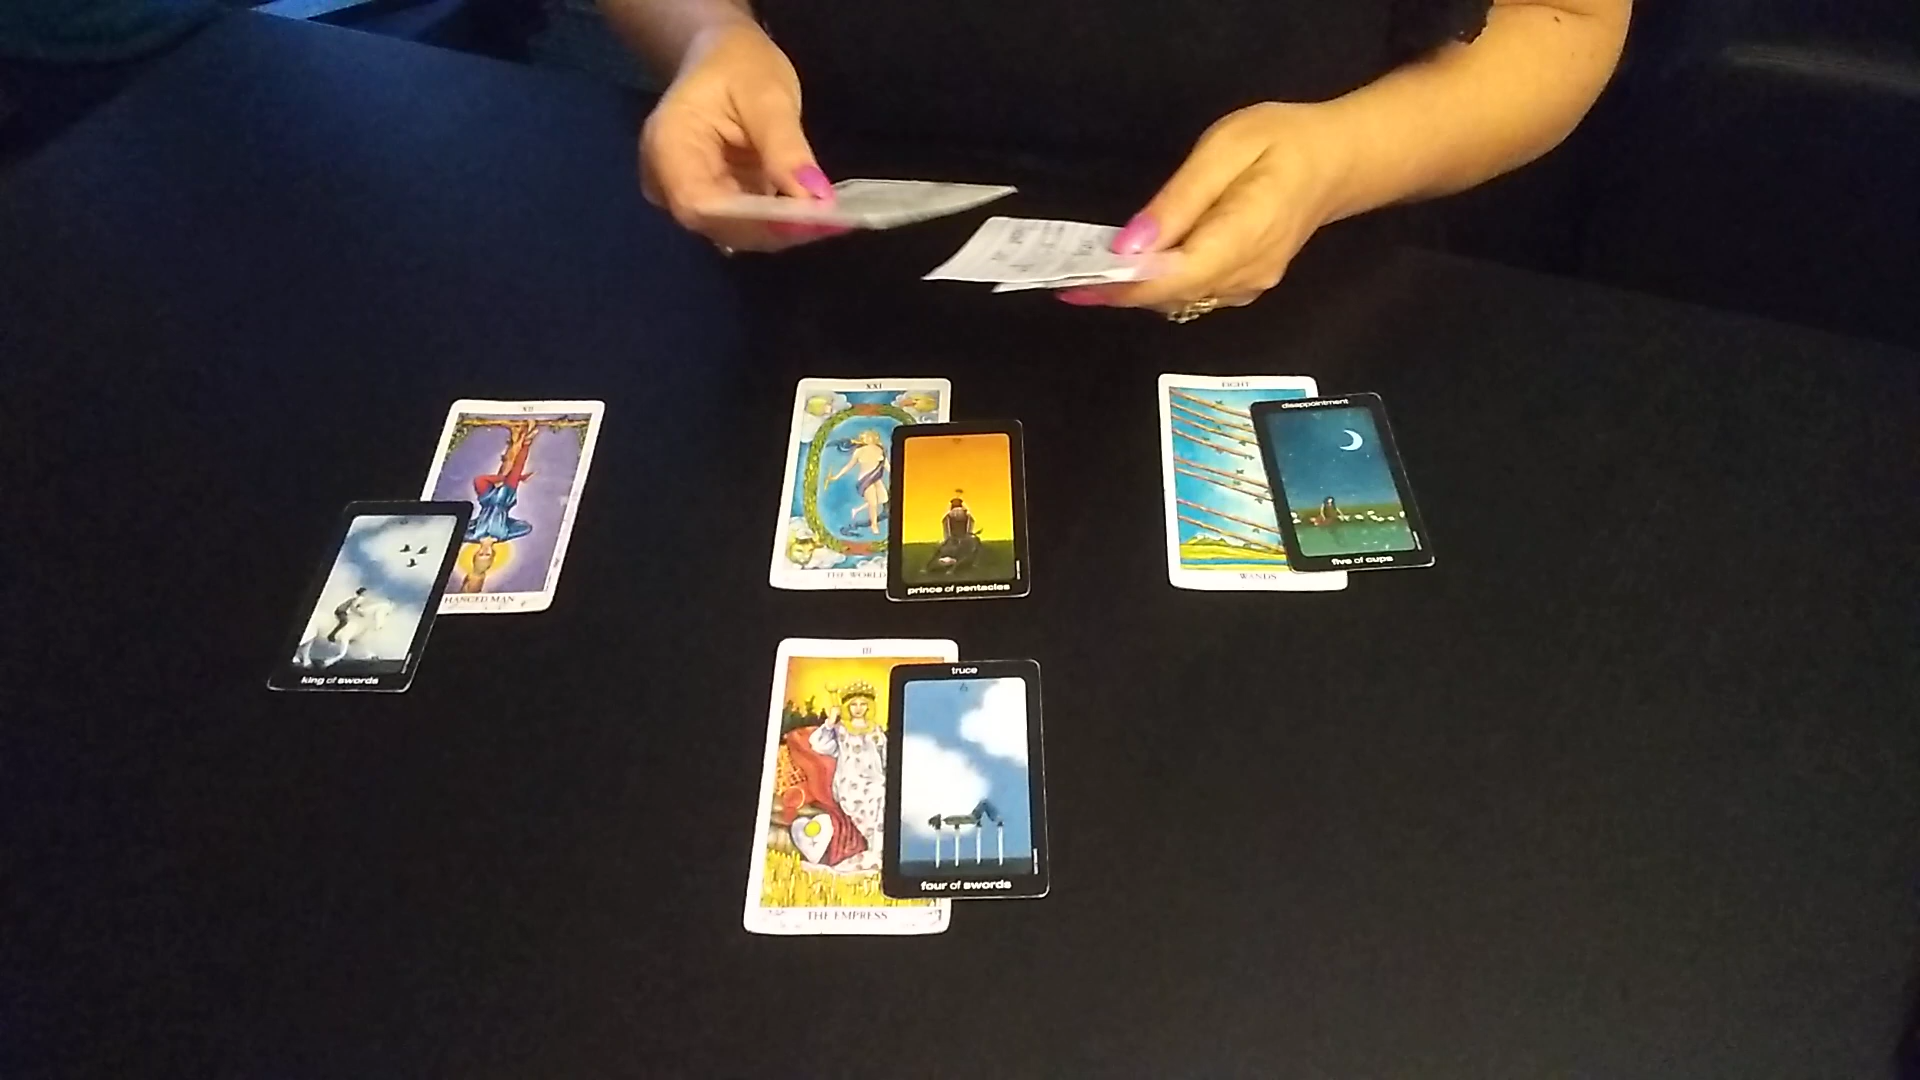 XII
HANGED MAN
king of swords
XXI
THE WORLD
prince of pentacles
EIGHT
WANDS
disappointment
five of cups
III
THE EMPRESS
truce
four of swords